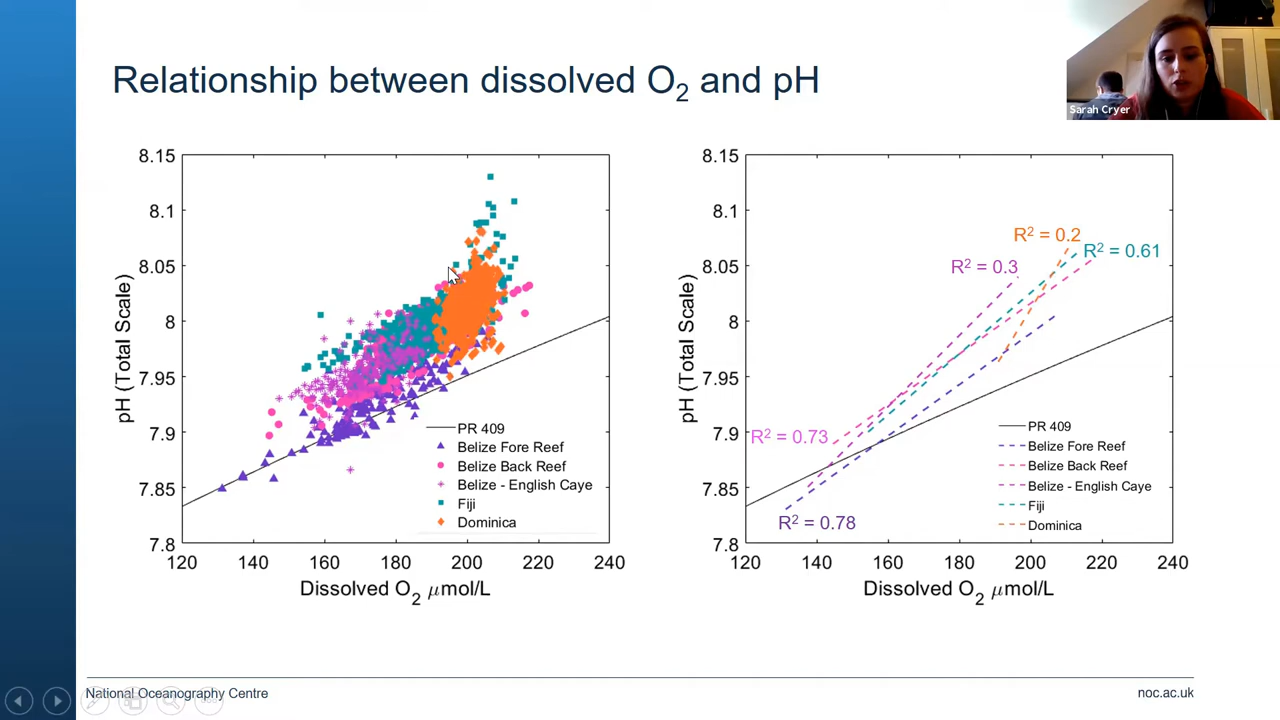 Relationship between dissolved O₂ and pH
Sarah Cryer
8.15
8.1
8.05
8
7.95
7.9
7.85
7.8
pH (Total Scale)
120 140 160 180 200 220 240
Dissolved O₂ μmol/L
PR 409
Belize Fore Reef
Belize Back Reef
Belize - English Caye
Fiji
Dominica
8.15
8.1
8.05
8
7.95
7.9
7.85
7.8
pH (Total Scale)
R² = 0.2
R² = 0.61
R² = 0.3
R² = 0.73
R² = 0.78
120 140 160 180 200 220 240
Dissolved O₂ μmol/L
PR 409
Belize Fore Reef
Belize Back Reef
Belize - English Caye
Fiji
Dominica
National Oceanography Centre
noc.ac.uk